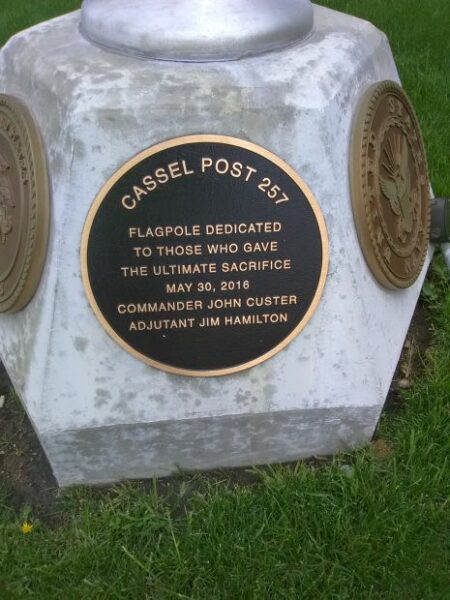 CASSEL POST 257
FLAGPOLE DEDICATED
TO THOSE WHO GAVE
THE ULTIMATE SACRIFICE
MAY 30, 2016
COMMANDER JOHN CUSTER
ADJUTANT JIM HAMILTON